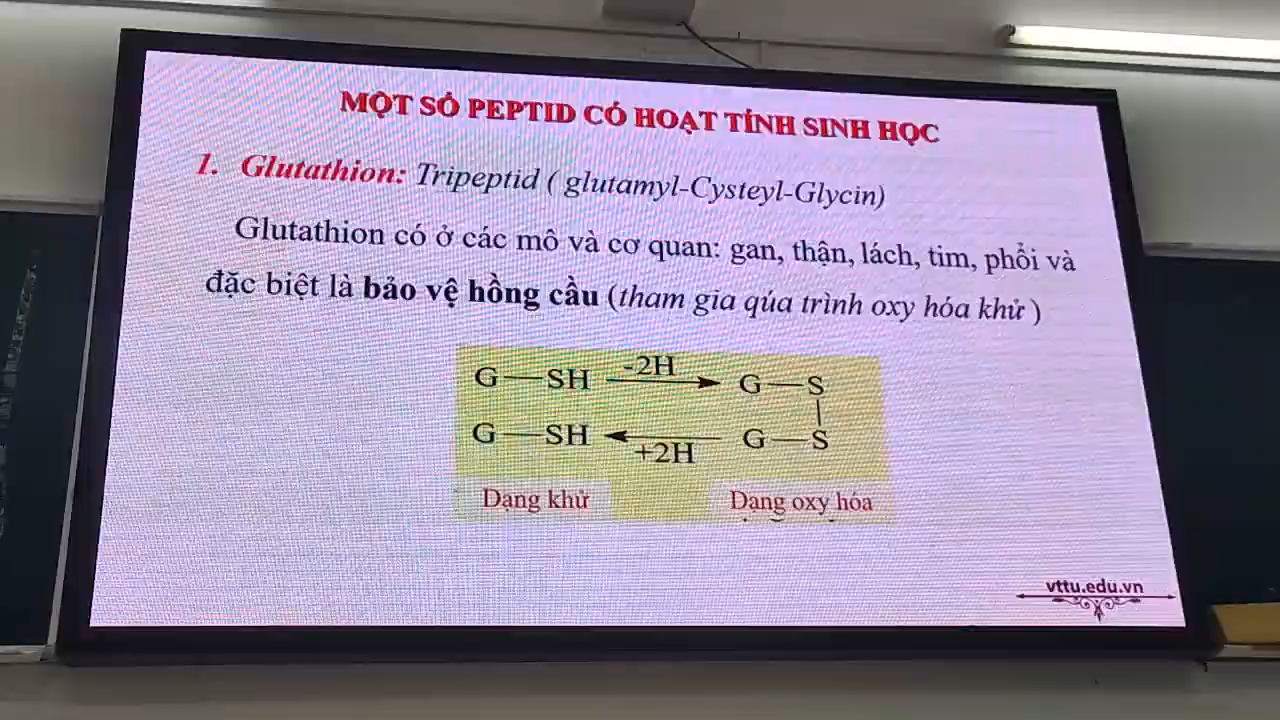 MỘT SỐ PEPTID CÓ HOẠT TÍNH SINH HỌC
1. Glutathion: Tripeptid ( glutamyl-Cysteyl-Glycin)
Glutathion có ở các mô và cơ quan: gan, thận, lách, tim, phổi và
đặc biệt là bảo vệ hồng cầu (tham gia qúa trình oxy hóa khử )
G—SH -2H G—S
|
G—SH +2H G—S
Dạng khử Dạng oxy hóa
vttu.edu.vn